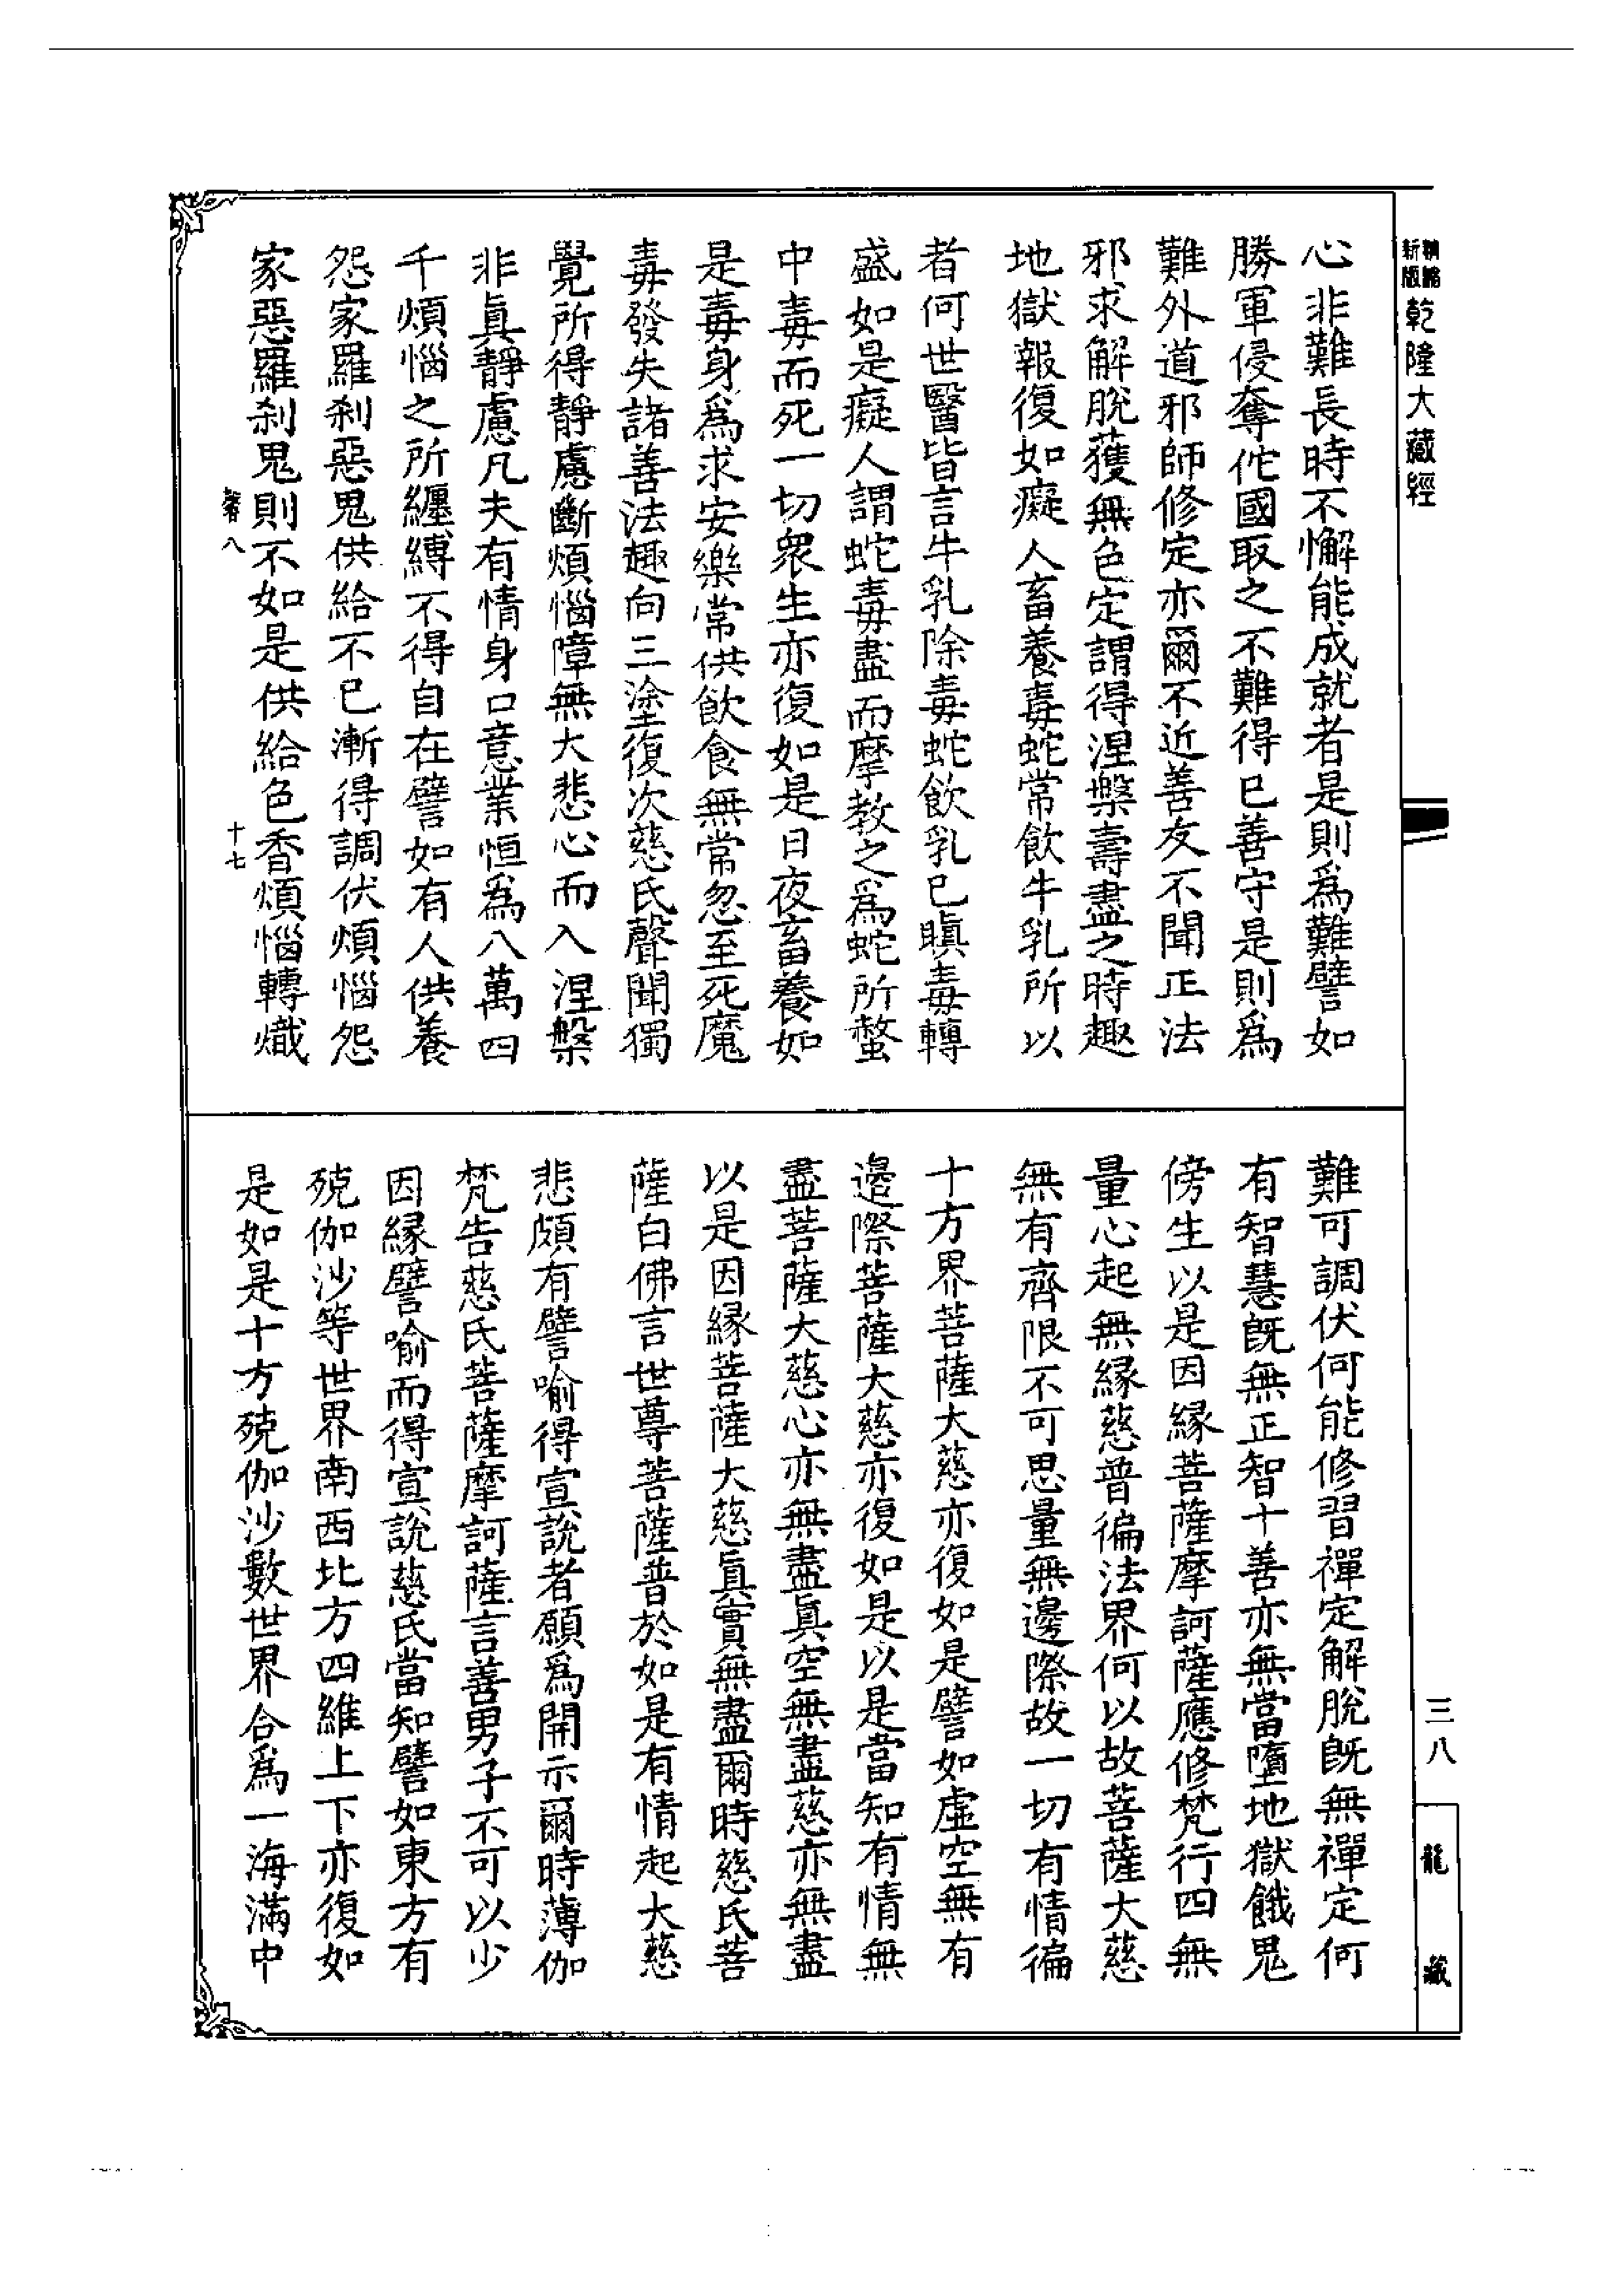 精縮
新版
乾隆大藏經
心非難長時不懈能成就者是則爲難譬如
勝軍侵奪佗國取之不難得已善守是則爲
難外道邪師修定亦爾不近善友不聞正法
邪求解脫獲無色定謂得涅槃壽盡之時趣
地獄報復如癡人畜養毒蛇常飲牛乳所以
者何世醫皆言牛乳除毒蛇飲乳已瞋毒轉
盛如是癡人謂蛇毒盡而摩教之爲蛇所螫
中毒而死一切衆生亦復如是日夜畜養如
是毒身爲求安樂常供飲食無常忽至死魔
毒發失諸善法趣向三塗復次慈氏聲聞獨
覺所得靜慮斷煩惱障無大悲心而入涅槃
非眞靜慮凡夫有情身口意業恒爲八萬四
千煩惱之所纏縛不得自在譬如有人供養
怨家羅刹惡鬼供給不已漸得調伏煩惱怨
家惡羅刹鬼則不如是供給色香煩惱轉熾
八
十七
難可調伏何能修習禪定解脫旣無禪定何
有智慧旣無正智十善亦無當墮地獄餓鬼
傍生以是因緣菩薩摩訶薩應修梵行四無
量心起無緣慈普徧法界何以故菩薩大慈
無有齊限不可思量無邊際故一切有情徧
十方界菩薩大慈亦復如是譬如虛空無有
邊際菩薩大慈亦復如是以是當知有情無
盡菩薩大慈心亦無盡眞空無盡慈亦無盡
以是因緣菩薩大慈眞實無盡爾時慈氏菩
薩白佛言世尊菩薩普於如是有情起大慈
悲頗有譬喻得宣說者願爲開示爾時薄伽
梵告慈氏菩薩摩訶薩言善男子不可以少
因緣譬喻而得宣說慈氏當知譬如東方有
殑伽沙等世界南西北方四維上下亦復如
是如是十方殑伽沙數世界合爲一海滿中
三八
龍藏